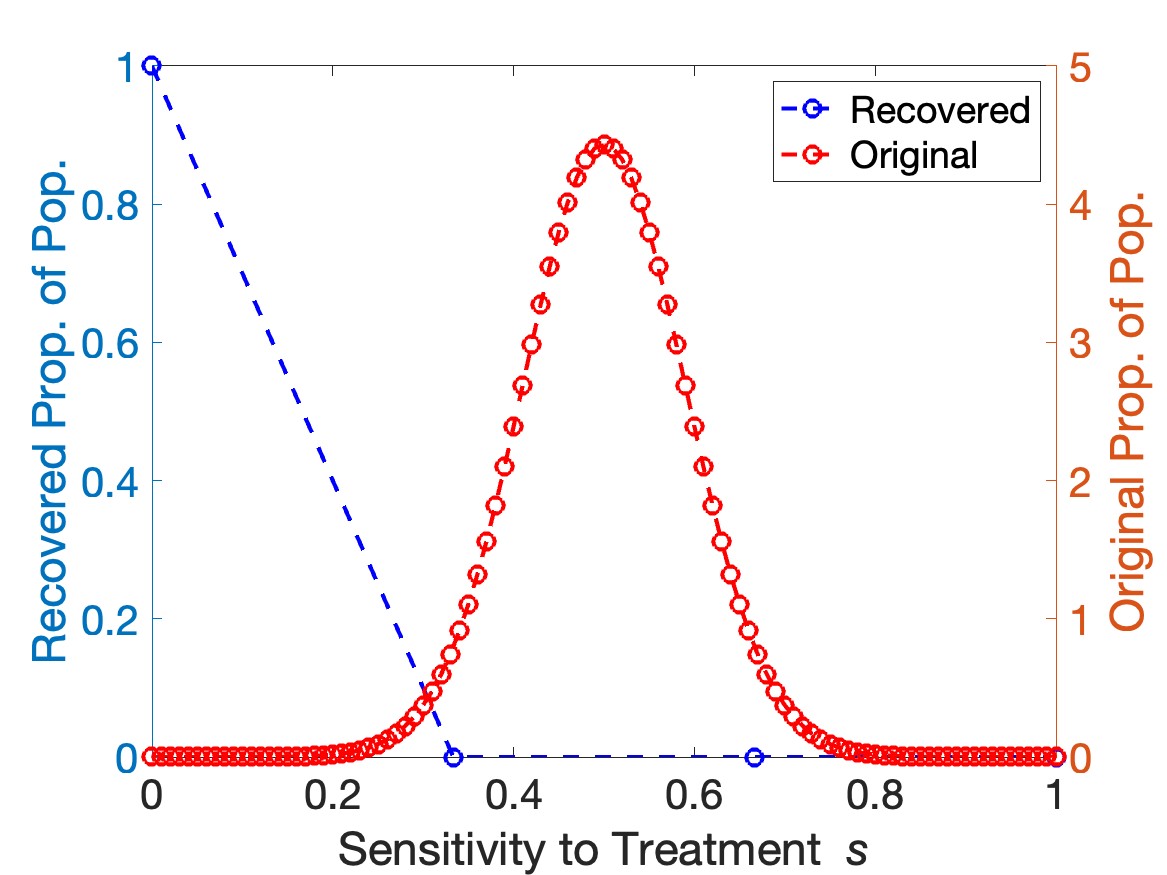 Recovered Prop. of Pop.
1
0.8
0.6
0.4
0.2
0
5
4
3
2
1
0
Original Prop. of Pop.
Recovered
Original
0 0.2 0.4 0.6 0.8 1
Sensitivity to Treatment s